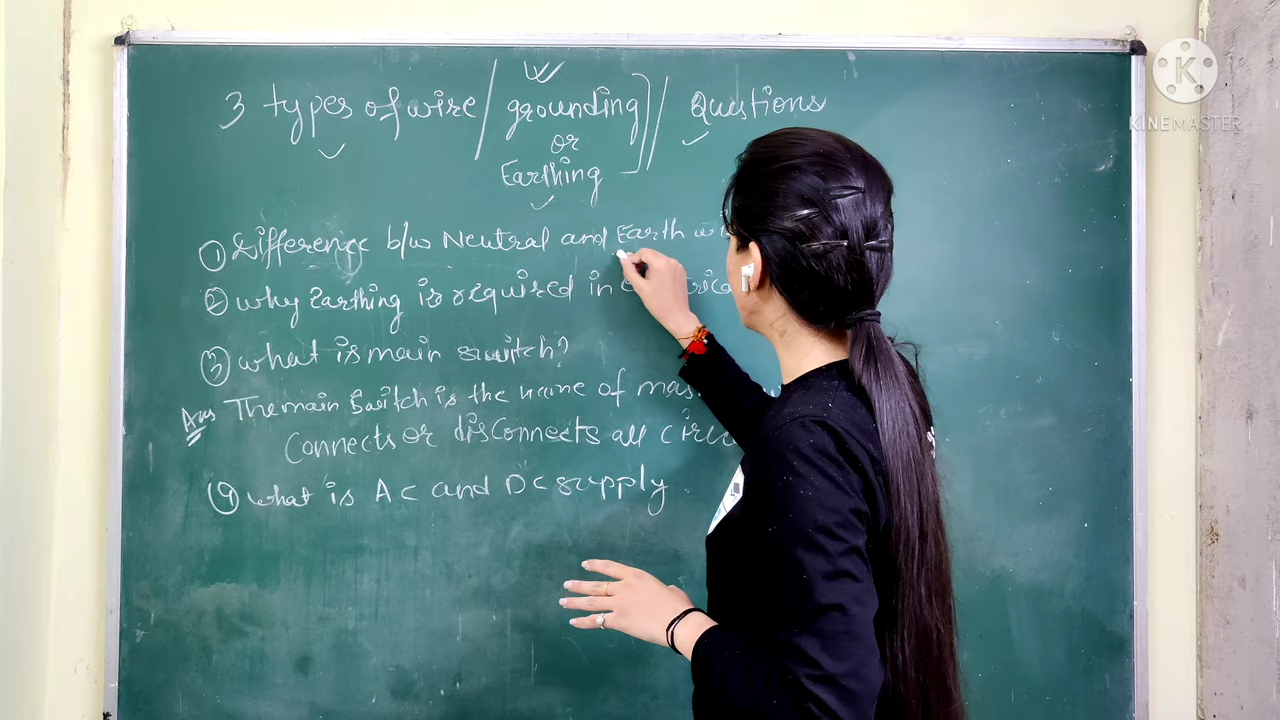 3 types of wire / grounding] // Questions
or
Earthing
① Difference b/w Neutral and Earth
② why Earthing is required in
③ what is main switch?
Ans The main Switch is the name of
Connects or disconnects all
④ what is AC and DC supply
K
KINEMASTER